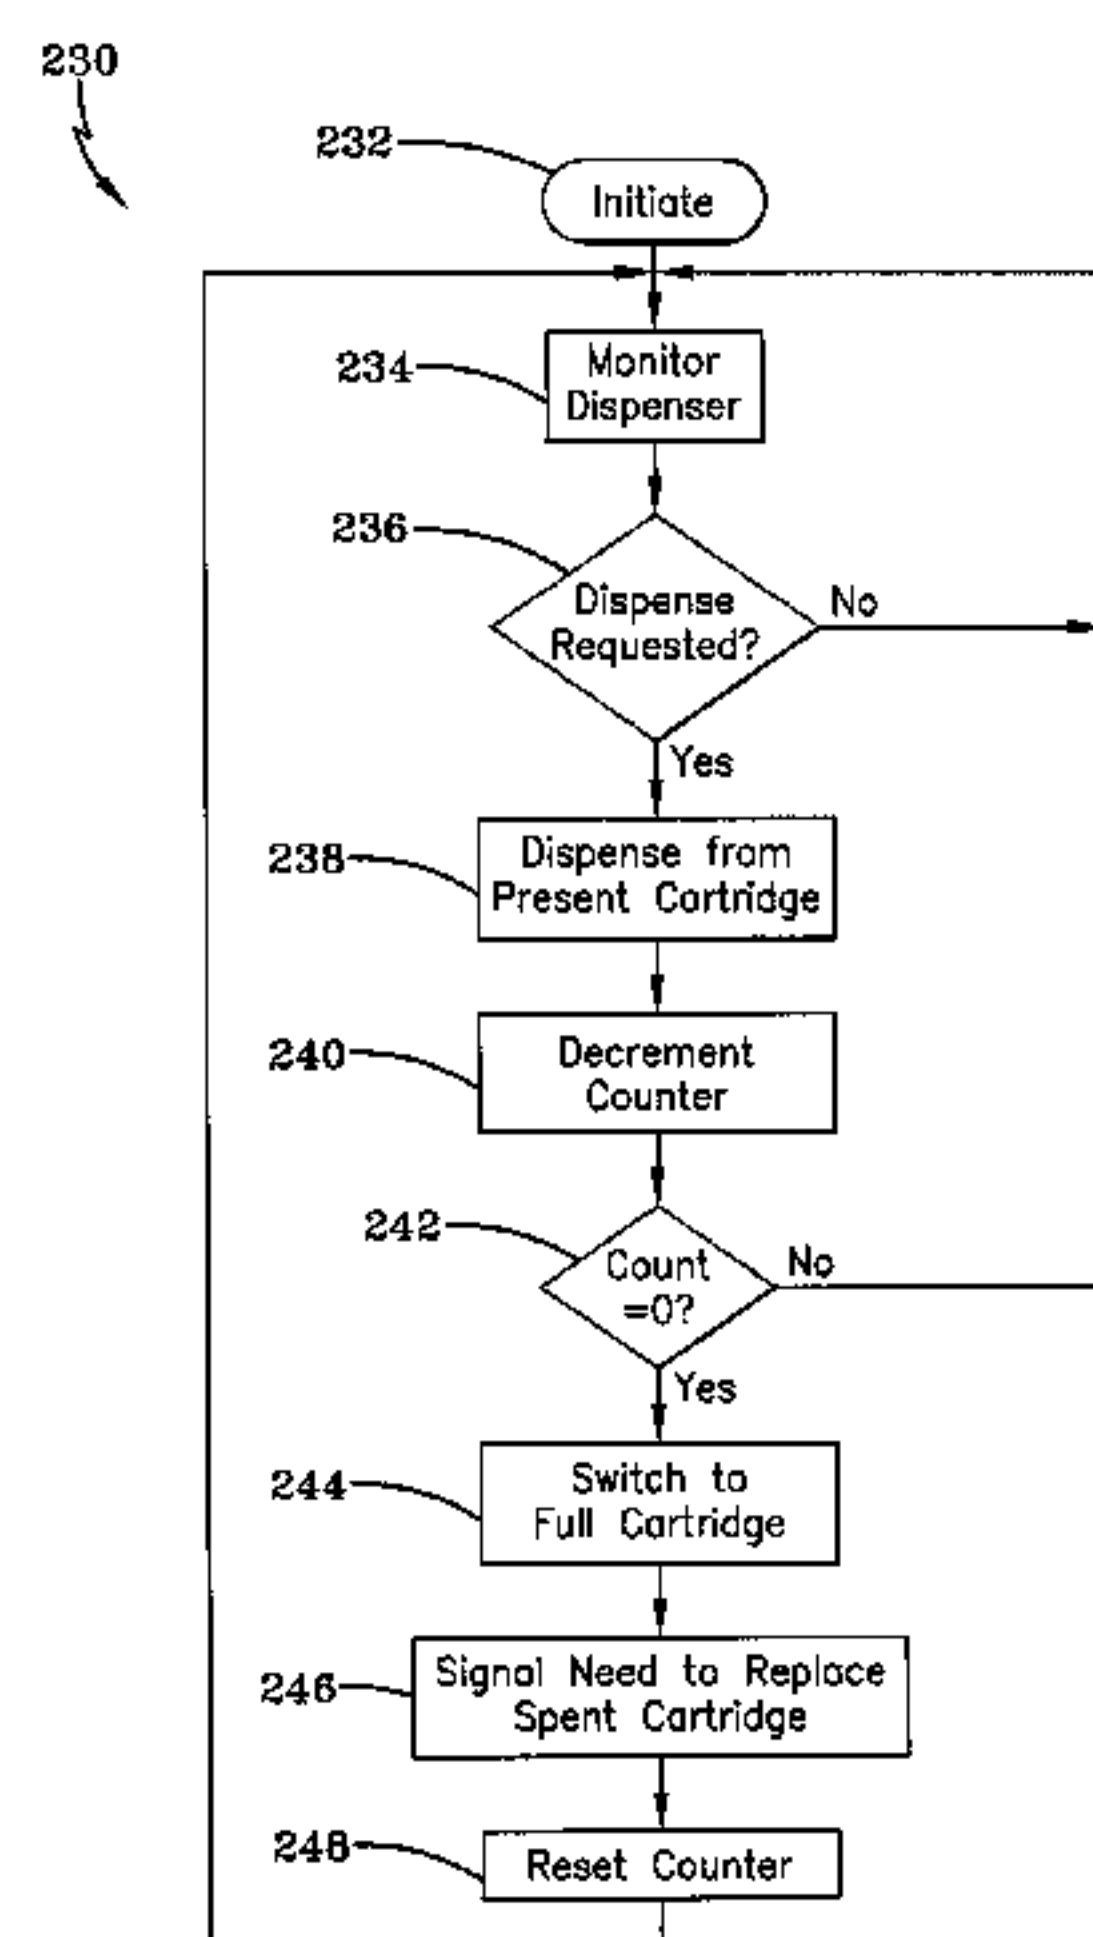 230
232
Initiate
234
Monitor
Dispenser
236
Dispense
Requested?
No
Yes
238
Dispense from
Present Cartridge
240
Decrement
Counter
242
Count
=0?
No
Yes
244
Switch to
Full Cartridge
246
Signal Need to Replace
Spent Cartridge
248
Reset Counter